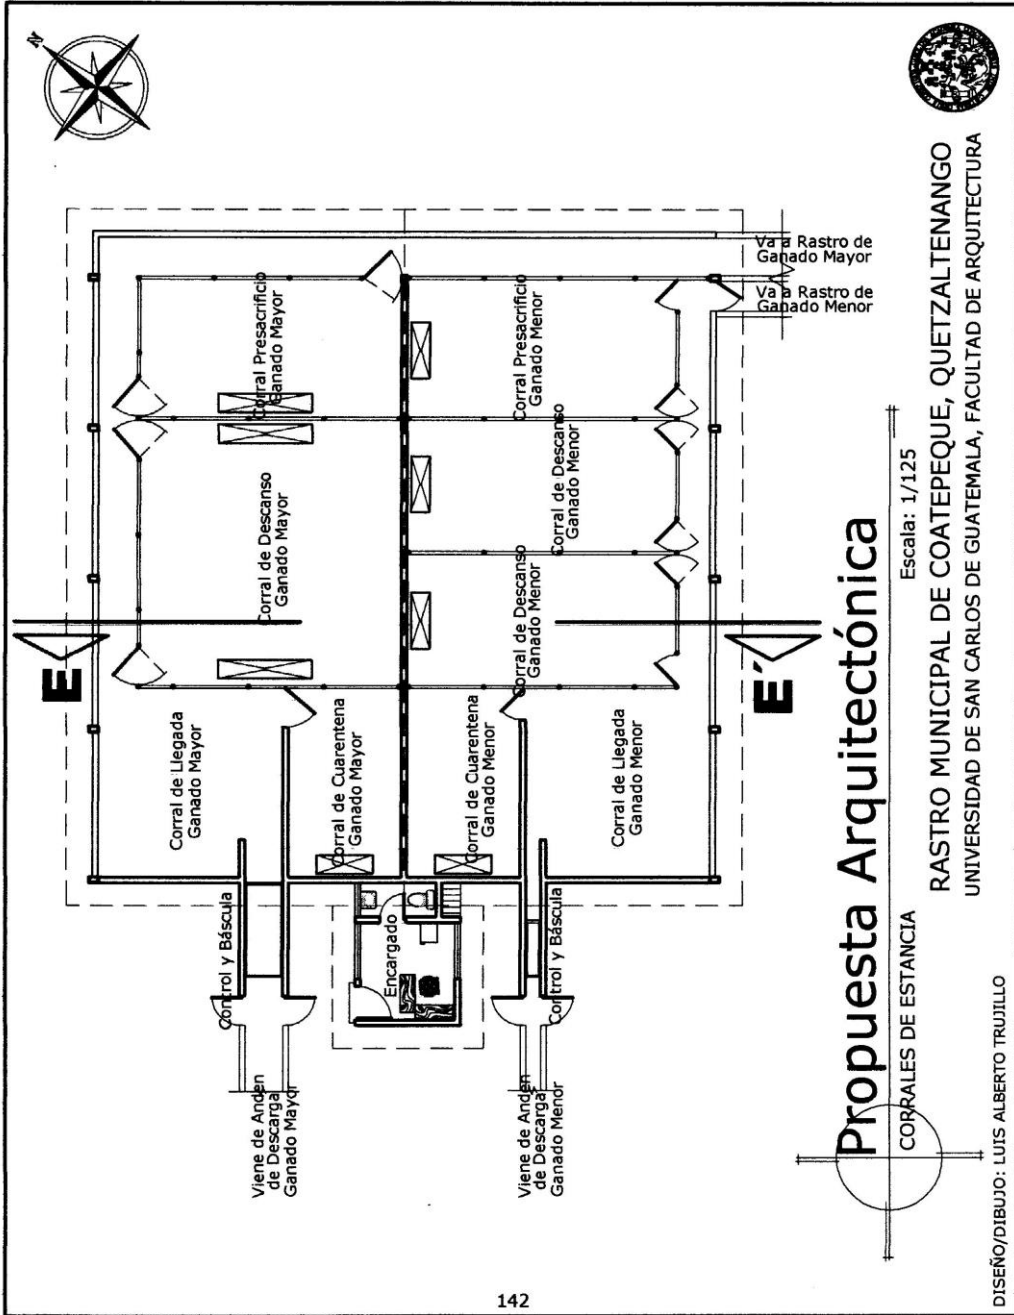 N
Viene de Anden
de Descarga
Ganado Mayor
Control y Báscula
Corral de Llegada
Ganado Mayor
Corral de Cuarentena
Ganado Mayor
Corral de Descanso
Ganado Mayor
Corral Presacrificio
Ganado Mayor
E
Encargado
Viene de Anden
de Descarga
Ganado Menor
Control y Báscula
Corral de Cuarentena
Ganado Menor
Corral de Llegada
Ganado Menor
Corral de Descanso
Ganado Menor
Corral de Descanso
Ganado Menor
Corral Presacrificio
Ganado Menor
Va a Rastro de
Ganado Mayor
Va a Rastro de
Ganado Menor
E´
Propuesta Arquitectónica
CORRALES DE ESTANCIA
Escala: 1/125
RASTRO MUNICIPAL DE COATEPEQUE, QUETZALTENANGO
UNIVERSIDAD DE SAN CARLOS DE GUATEMALA, FACULTAD DE ARQUITECTURA
DISEÑO/DIBUJO: LUIS ALBERTO TRUJILLO
142